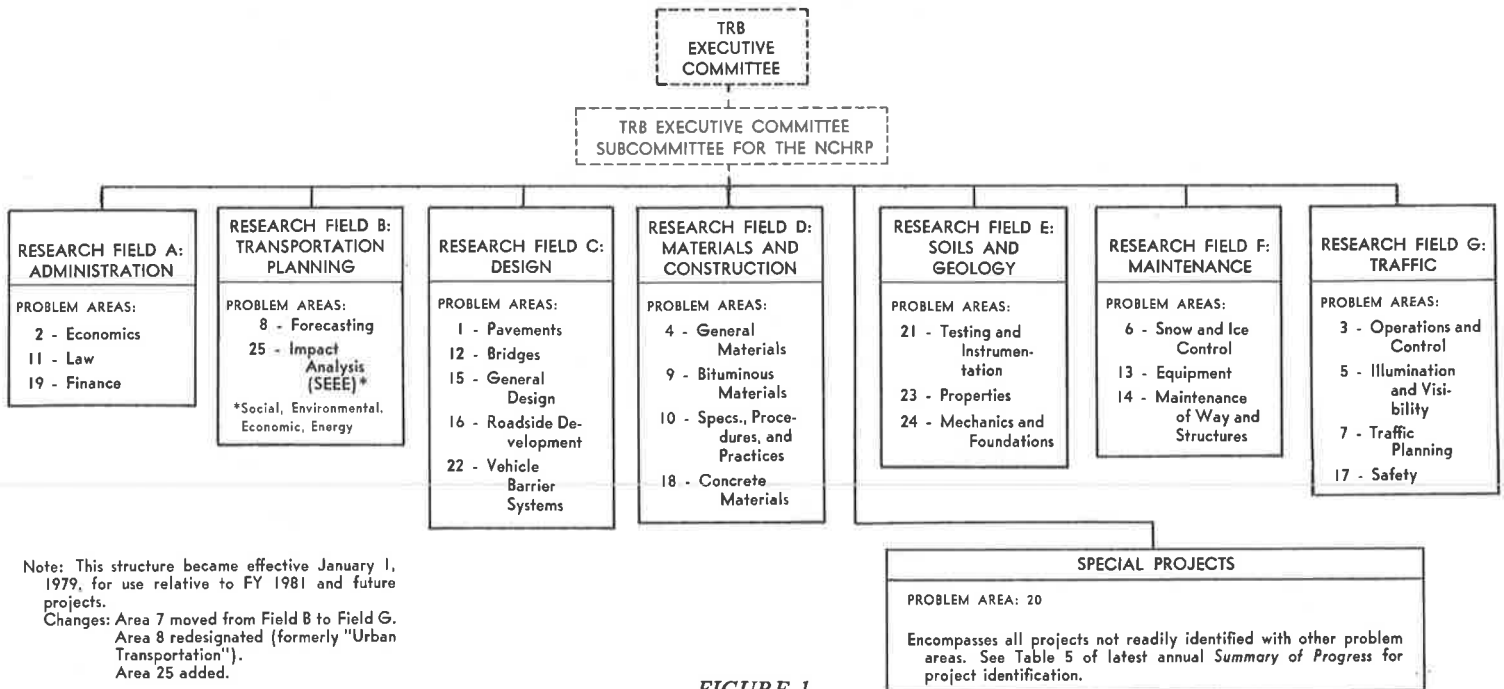 TRB
EXECUTIVE
COMMITTEE
TRB EXECUTIVE COMMITTEE
SUBCOMMITTEE FOR THE NCHRP
RESEARCH FIELD A:
ADMINISTRATION
PROBLEM AREAS:
2 - Economics
11 - Law
19 - Finance
RESEARCH FIELD B:
TRANSPORTATION
PLANNING
PROBLEM AREAS:
8 - Forecasting
25 - Impact
Analysis
(SEEE)*
*Social, Environmental,
Economic, Energy
RESEARCH FIELD C:
DESIGN
PROBLEM AREAS:
1 - Pavements
12 - Bridges
15 - General
Design
16 - Roadside De-
velopment
22 - Vehicle
Barrier
Systems
RESEARCH FIELD D:
MATERIALS AND
CONSTRUCTION
PROBLEM AREAS:
4 - General
Materials
9 - Bituminous
Materials
10 - Specs., Proce-
dures, and
Practices
18 - Concrete
Materials
RESEARCH FIELD E:
SOILS AND
GEOLOGY
PROBLEM AREAS:
21 - Testing and
Instrumen-
tation
23 - Properties
24 - Mechanics and
Foundations
RESEARCH FIELD F:
MAINTENANCE
PROBLEM AREAS:
6 - Snow and Ice
Control
13 - Equipment
14 - Maintenance
of Way and
Structures
RESEARCH FIELD G:
TRAFFIC
PROBLEM AREAS:
3 - Operations and
Control
5 - Illumination
and Visi-
bility
7 - Traffic
Planning
17 - Safety
Note: This structure became effective January 1,
1979, for use relative to FY 1981 and future
projects.
Changes: Area 7 moved from Field B to Field G.
Area 8 redesignated (formerly "Urban
Transportation").
Area 25 added.
SPECIAL PROJECTS
PROBLEM AREA: 20
Encompasses all projects not readily identified with other problem
areas. See Table 5 of latest annual Summary of Progress for
project identification.
FIGURE 1